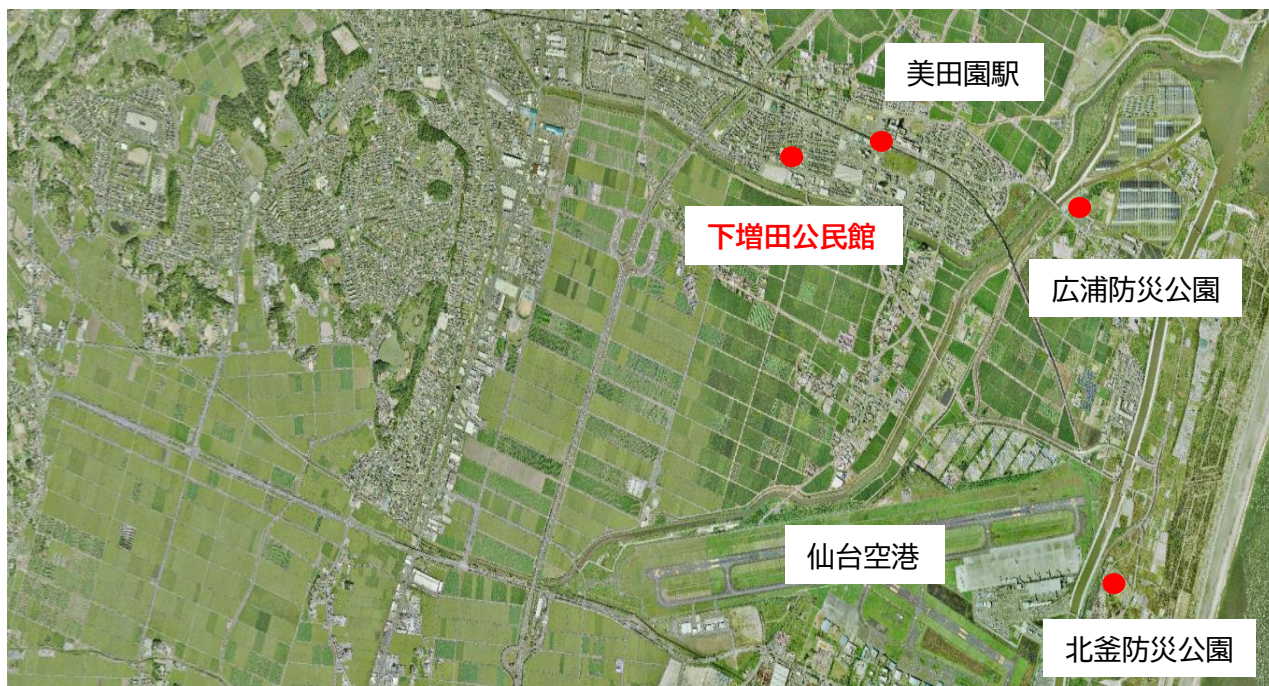 美田園駅
下増田公民館
広浦防災公園
仙台空港
北釜防災公園